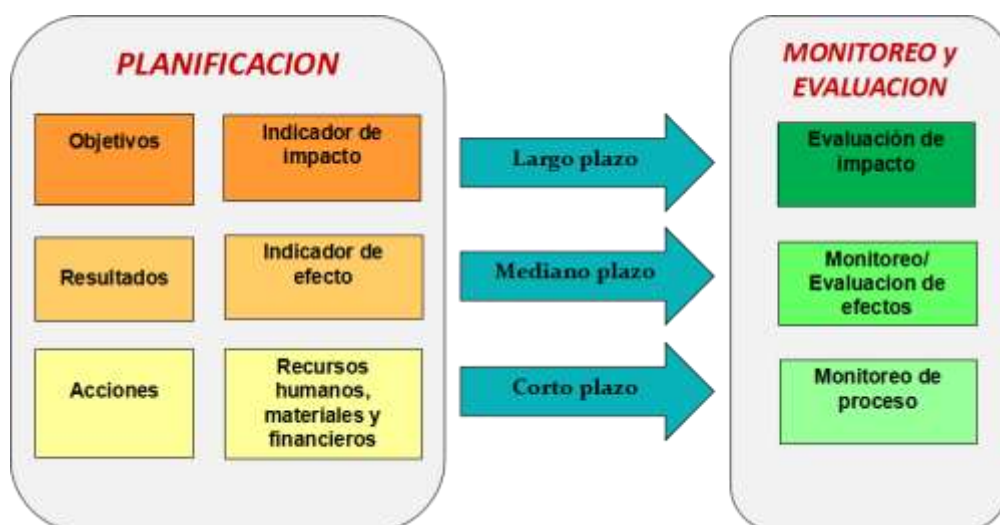 PLANIFICACION
Objetivos
Indicador de
impacto
Largo plazo
Resultados
Indicador de
efecto
Mediano plazo
Acciones
Recursos
humanos,
materiales y
financieros
Corto plazo
MONITOREO y
EVALUACION
Evaluación de
impacto
Monitoreo/
Evaluacion de
efectos
Monitoreo de
proceso